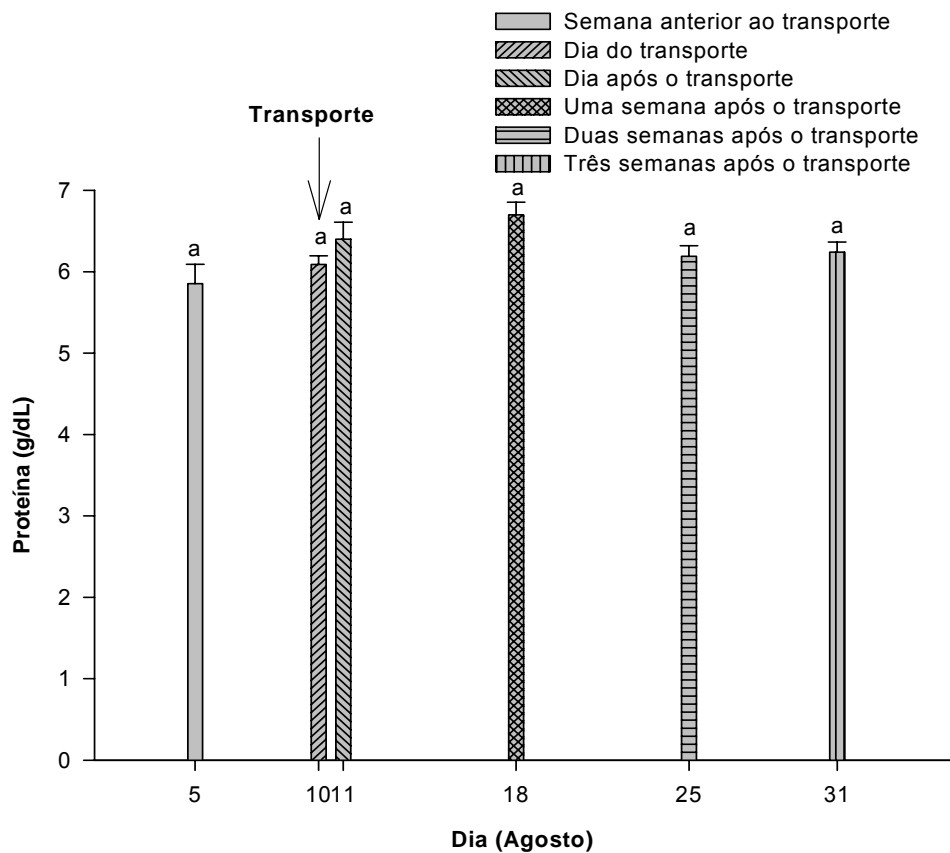 Semana anterior ao transporte
Dia do transporte
Dia após o transporte
Uma semana após o transporte
Duas semanas após o transporte
Três semanas após o transporte
Transporte
7
6
5
4
3
2
1
0
Proteína (g/dL)
a
a
a
a
a
a
5
10
11
18
25
31
Dia (Agosto)